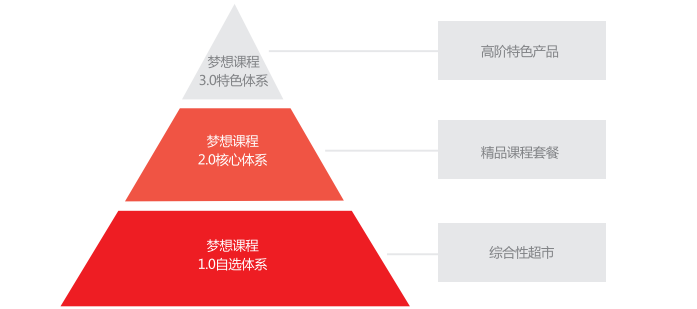 梦想课程
3.0特色体系
高阶特色产品
梦想课程
2.0核心体系
精品课程套餐
梦想课程
1.0自选体系
综合性超市